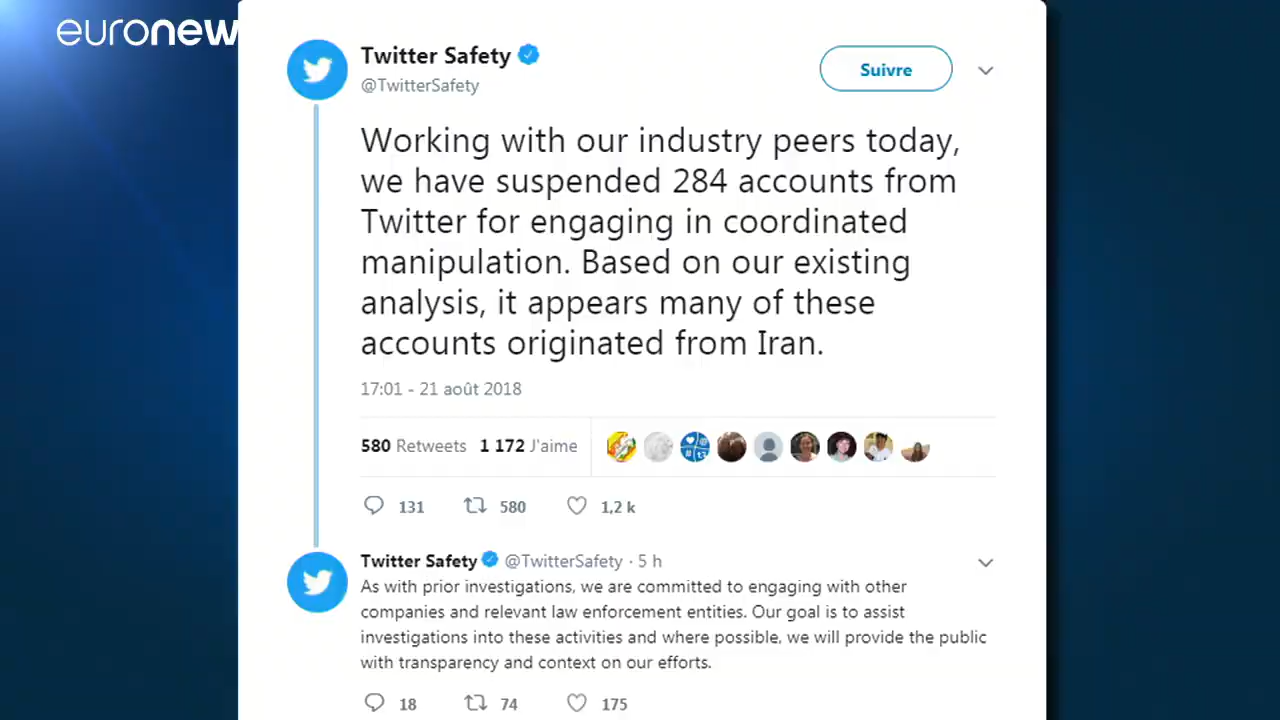 euronew
Twitter Safety
@TwitterSafety
Suivre
Working with our industry peers today,
we have suspended 284 accounts from
Twitter for engaging in coordinated
manipulation. Based on our existing
analysis, it appears many of these
accounts originated from Iran.
17:01 - 21 août 2018
580 Retweets 1 172 J'aime
131 580 1,2 k
Twitter Safety @TwitterSafety · 5 h
As with prior investigations, we are committed to engaging with other
companies and relevant law enforcement entities. Our goal is to assist
investigations into these activities and where possible, we will provide the public
with transparency and context on our efforts.
18 74 175